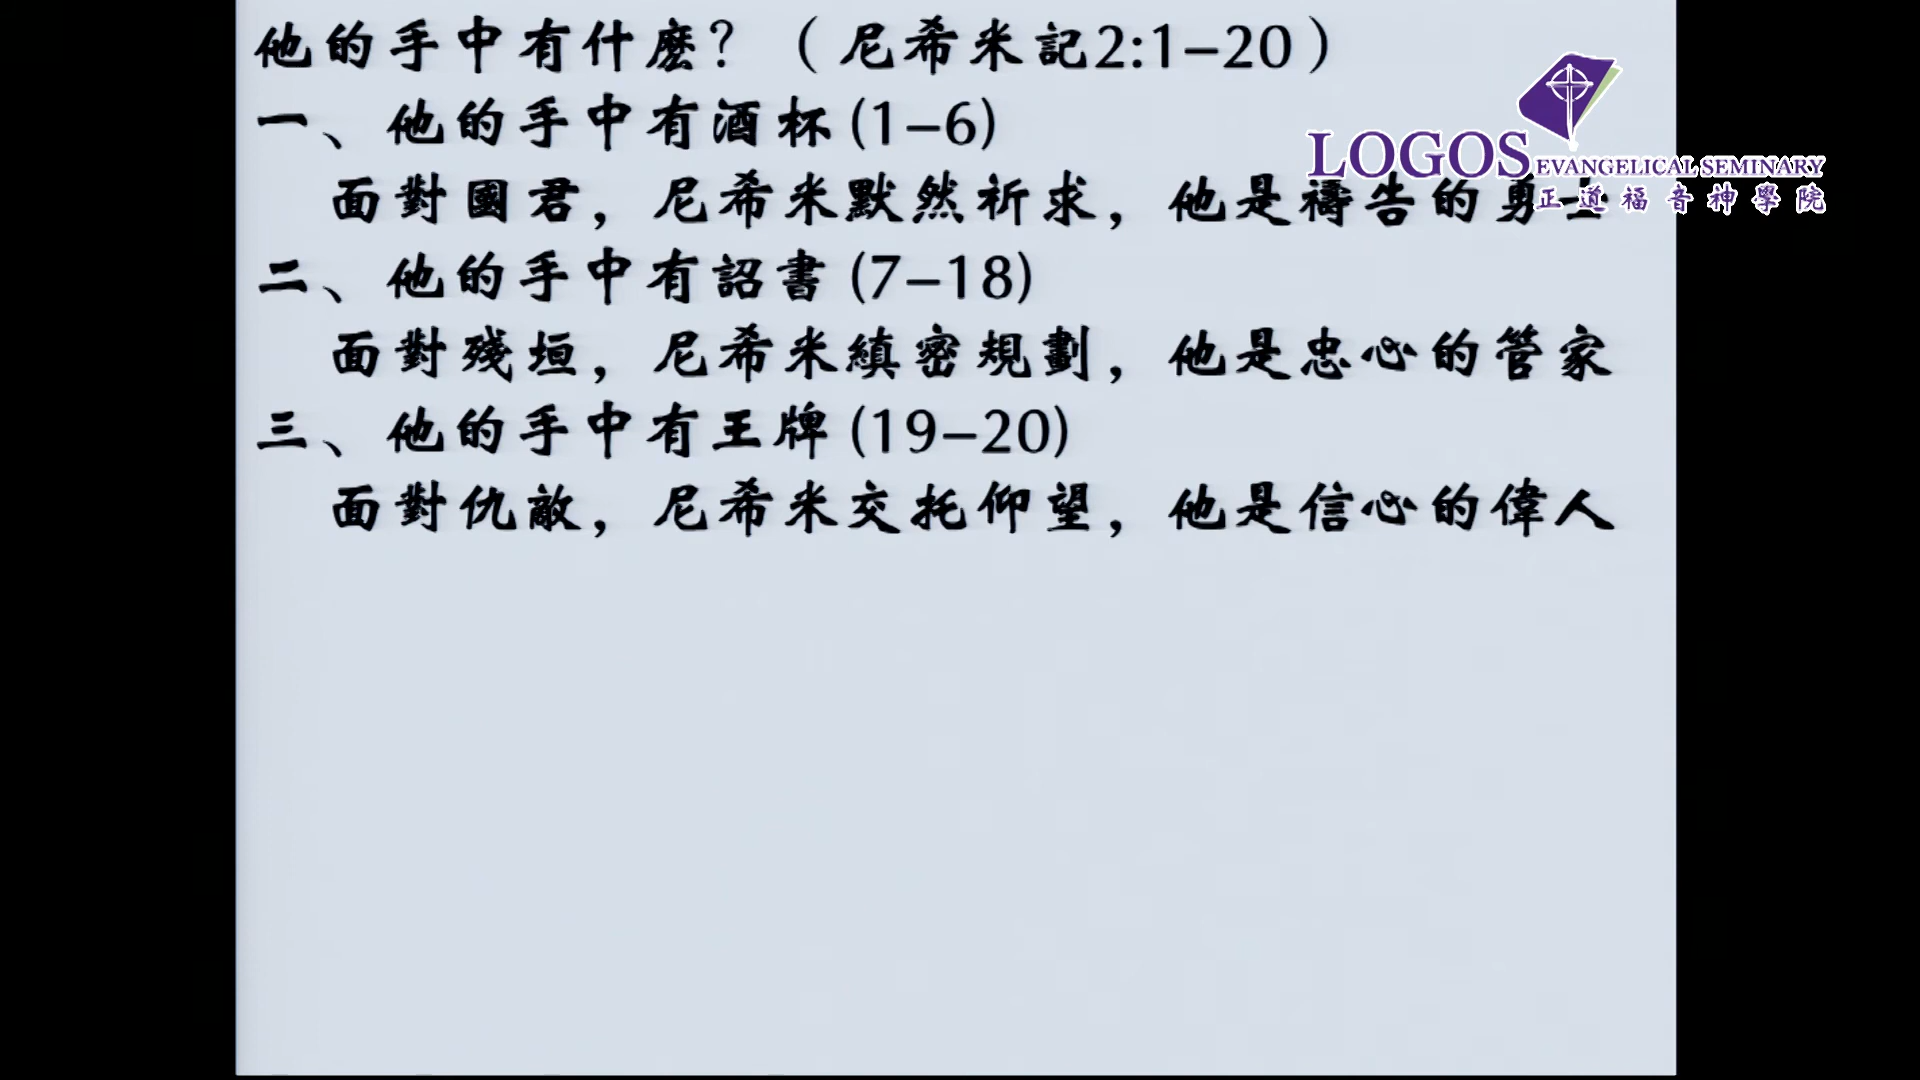 他的手中有什麼?（尼希米記2:1–20）
一、他的手中有酒杯(1–6)
面對國君，尼希米默然祈求，他是禱告的勇士
二、他的手中有詔書(7–18)
面對殘垣，尼希米縝密規劃，他是忠心的管家
三、他的手中有王牌(19–20)
面對仇敵，尼希米交托仰望，他是信心的偉人
LOGOS EVANGELICAL SEMINARY
正道福音神學院